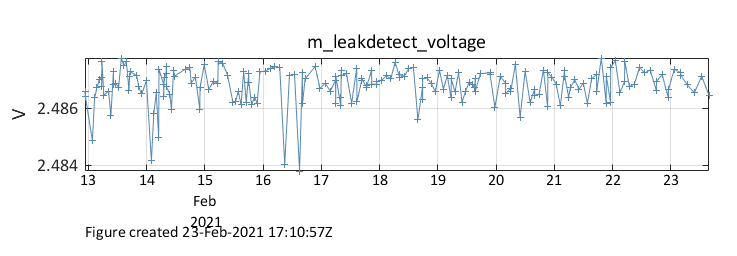 m_leakdetect_voltage
V
2.486
2.484
13 14 15 16 17 18 19 20 21 22 23
Feb
2021
Figure created 23-Feb-2021 17:10:57Z